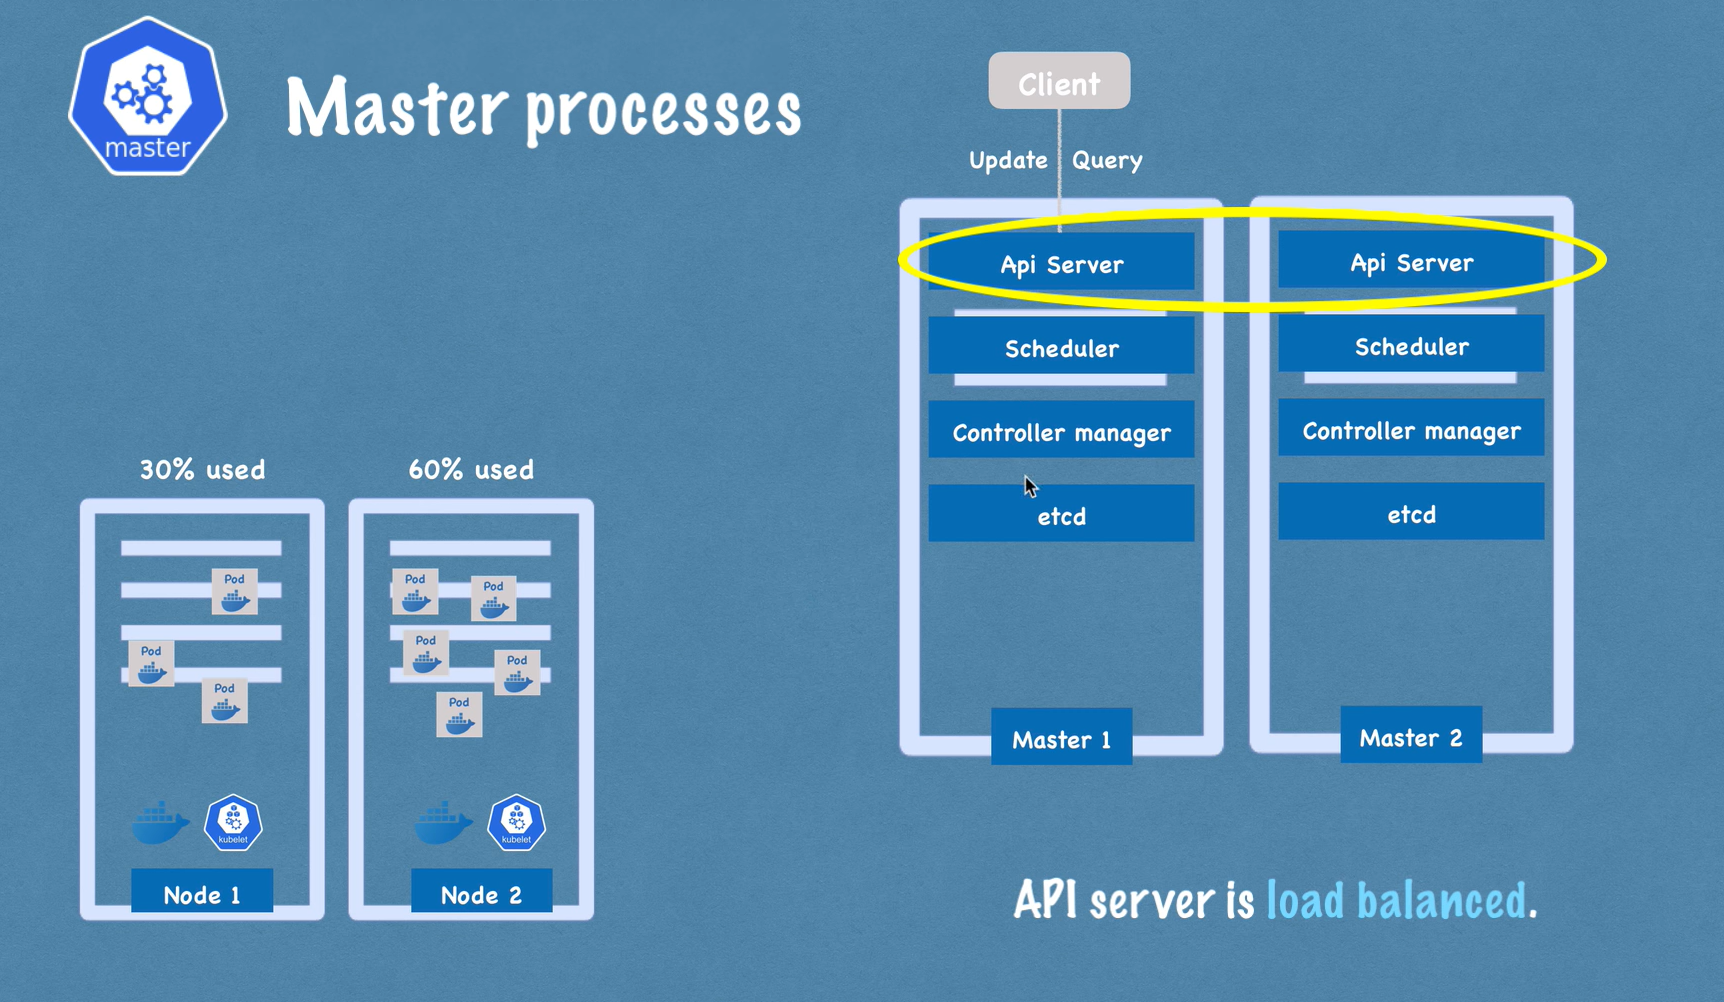 master
Master processes
Client
Update Query
Api Server
Scheduler
Controller manager
etcd
Master 1
Api Server
Scheduler
Controller manager
etcd
Master 2
30% used
Pod
Pod
Pod
kubelet
Node 1
60% used
Pod
Pod
Pod
Pod
Pod
kubelet
Node 2
API server is load balanced.